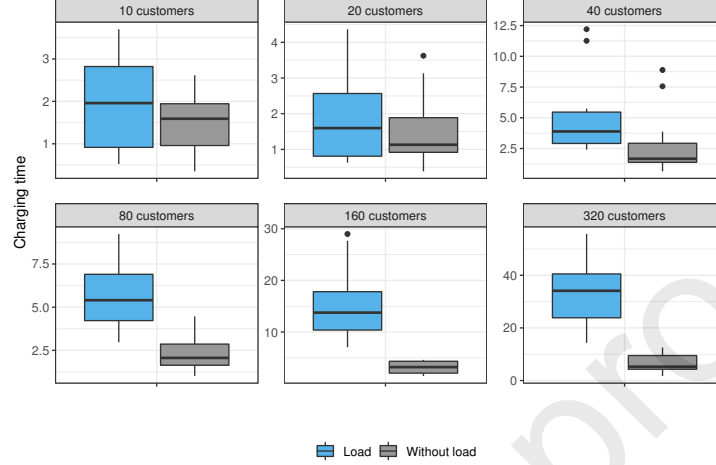 10 customers
20 customers
40 customers
3
2
1
4
3
2
1
12.5
10.0
7.5
5.0
2.5
Charging time
80 customers
160 customers
320 customers
7.5
5.0
2.5
30
20
10
40
20
0
Load
Without load
pro